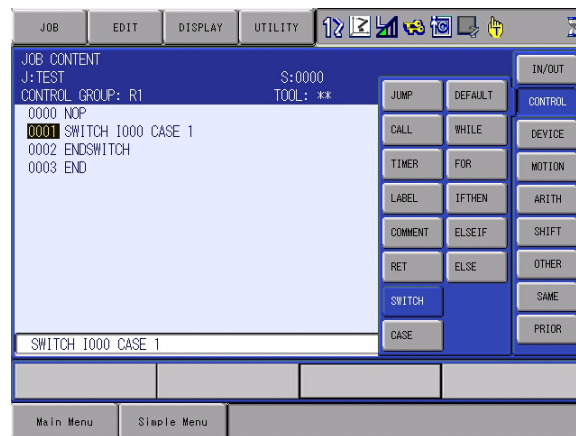 JOB EDIT DISPLAY UTILITY
JOB CONTENT
J:TEST S:0000
CONTROL GROUP: R1 TOOL: **
0000 NOP
0001 SWITCH I000 CASE 1
0002 ENDSWITCH
0003 END
JUMP DEFAULT
CALL WHILE
TIMER FOR
LABEL IFTHEN
COMMENT ELSEIF
RET ELSE
SWITCH
CASE
IN/OUT
CONTROL
DEVICE
MOTION
ARITH
SHIFT
OTHER
SAME
PRIOR
SWITCH I000 CASE 1
Main Menu Simple Menu